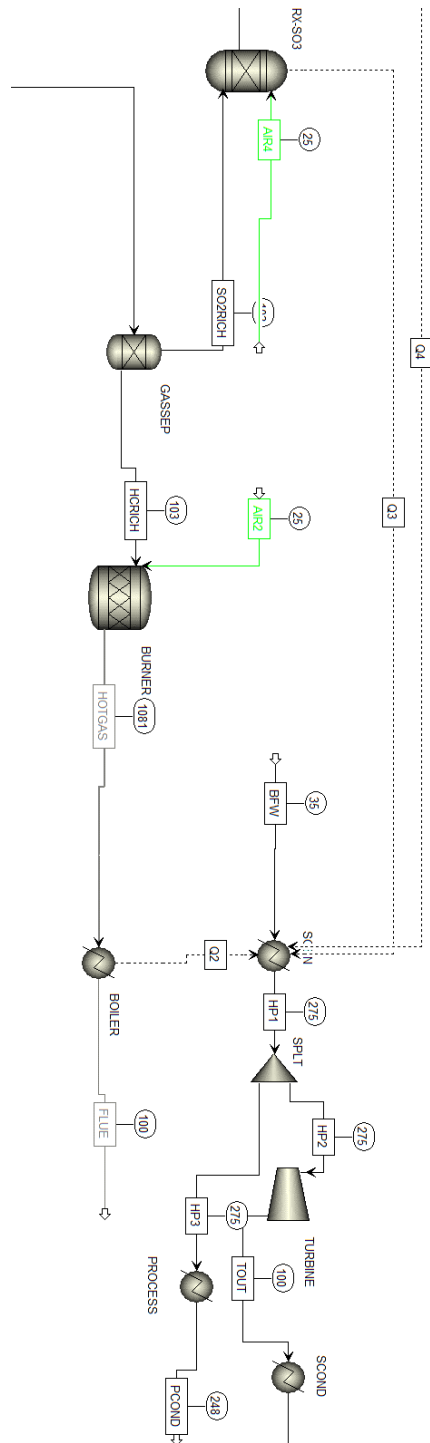 RX-SO3
AIR4
25
SO2RICH
GASSEP
Q4
Q3
HCRICH
103
AIR2
25
BURNER
HOTGAS
1081
BFW
35
Q2
BOILER
HP1
275
SPLT
FLUE
100
HP2
275
HP3
275
TURBINE
TOUT
100
PROCESS
SCOND
PCOND
248